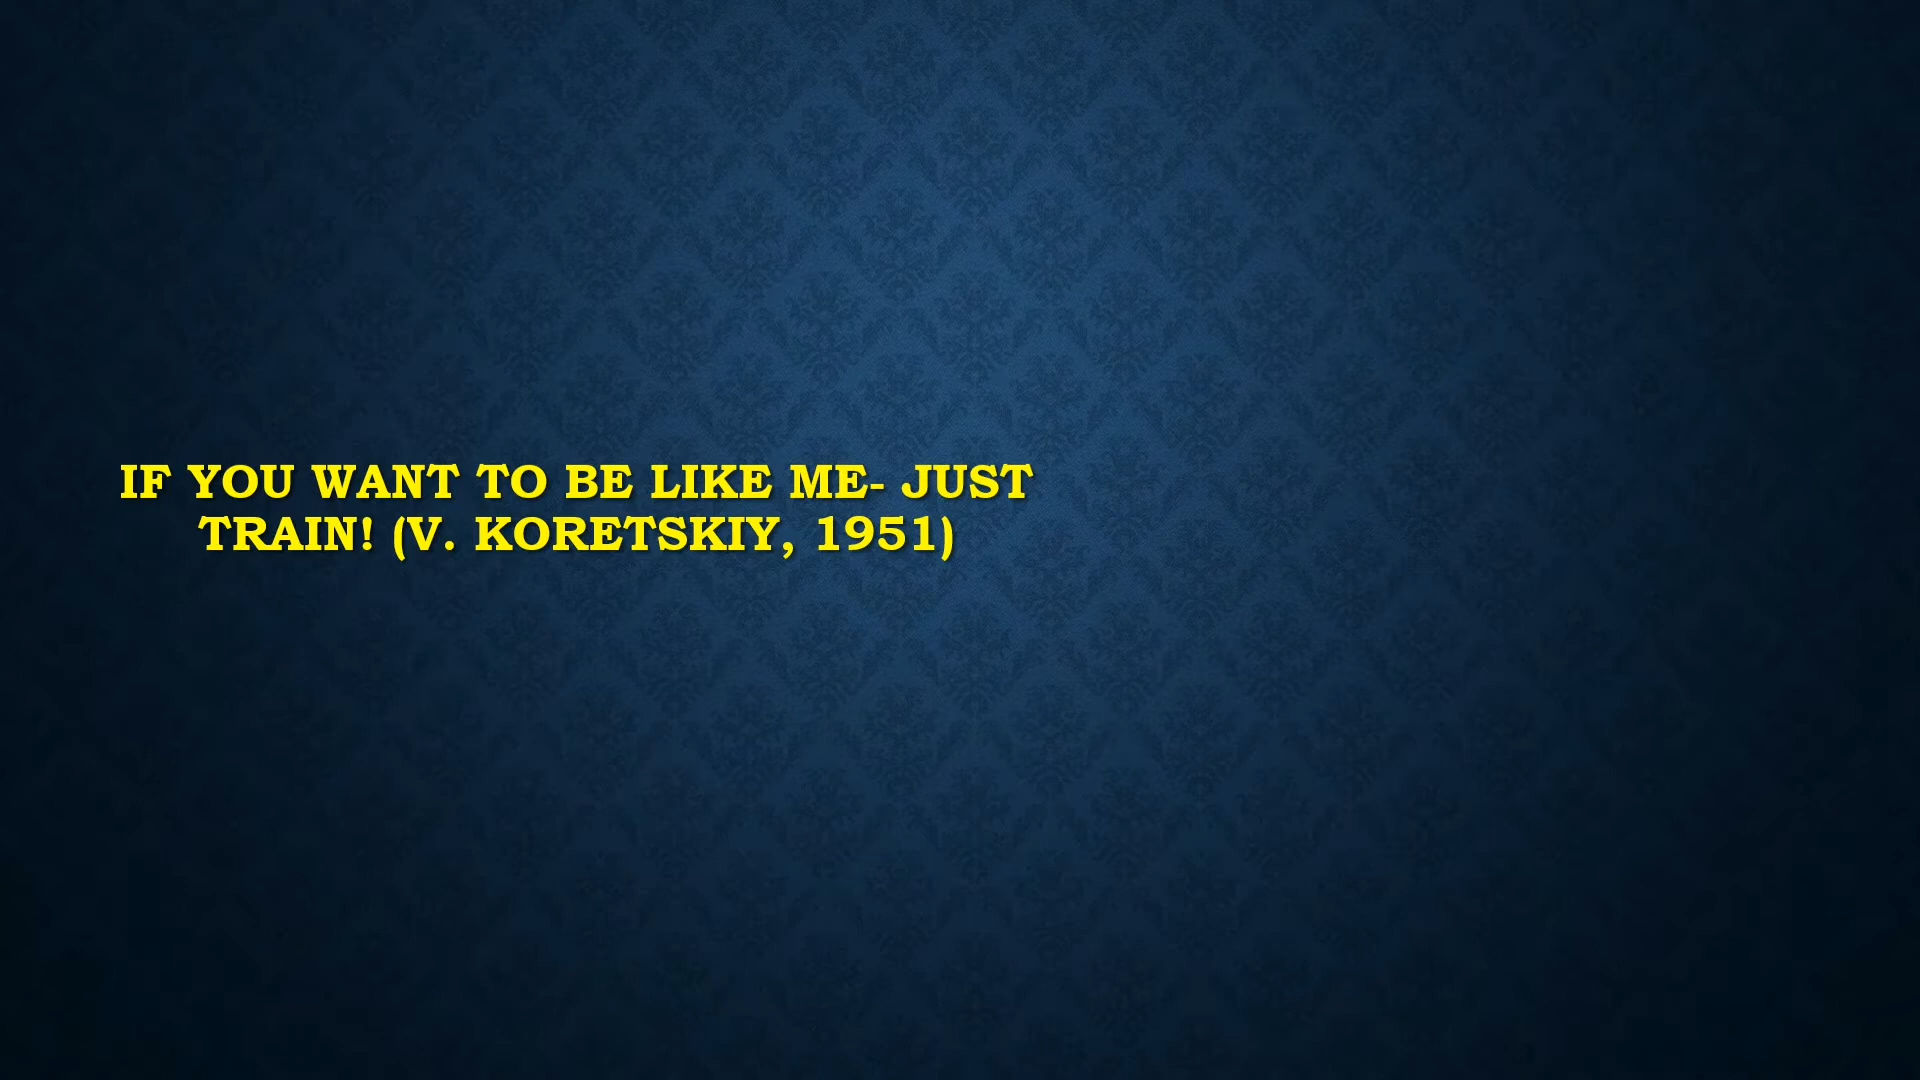 IF YOU WANT TO BE LIKE ME- JUST
TRAIN! (V. KORETSKIY, 1951)